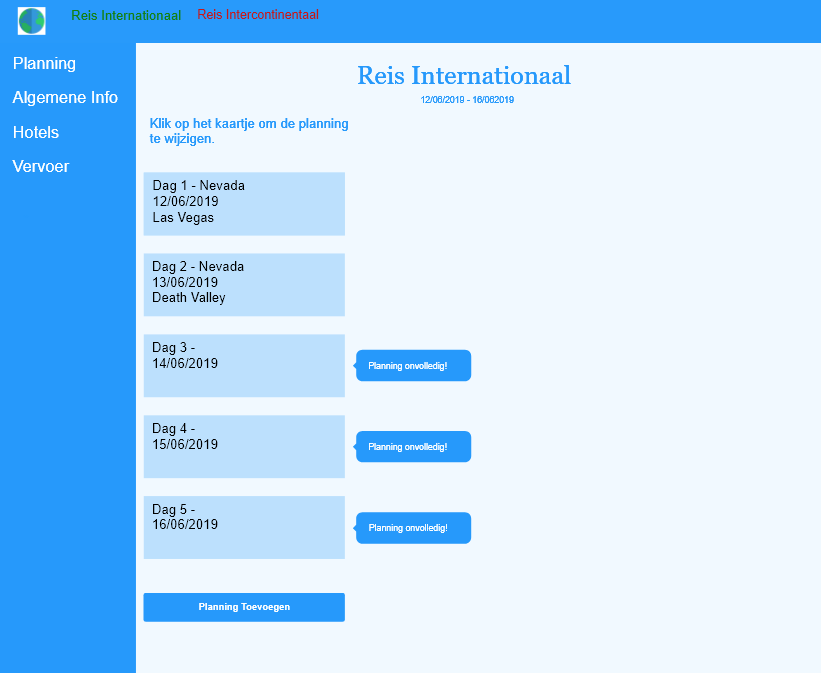 Reis Internationaal
Reis Intercontinentaal
Planning
Algemene Info
Hotels
Vervoer
Reis Internationaal
12/06/2019 - 16/062019
Klik op het kaartje om de planning
te wijzigen.
Dag 1 - Nevada
12/06/2019
Las Vegas
Dag 2 - Nevada
13/06/2019
Death Valley
Dag 3 -
14/06/2019
Planning onvolledig!
Dag 4 -
15/06/2019
Planning onvolledig!
Dag 5 -
16/06/2019
Planning onvolledig!
Planning Toevoegen